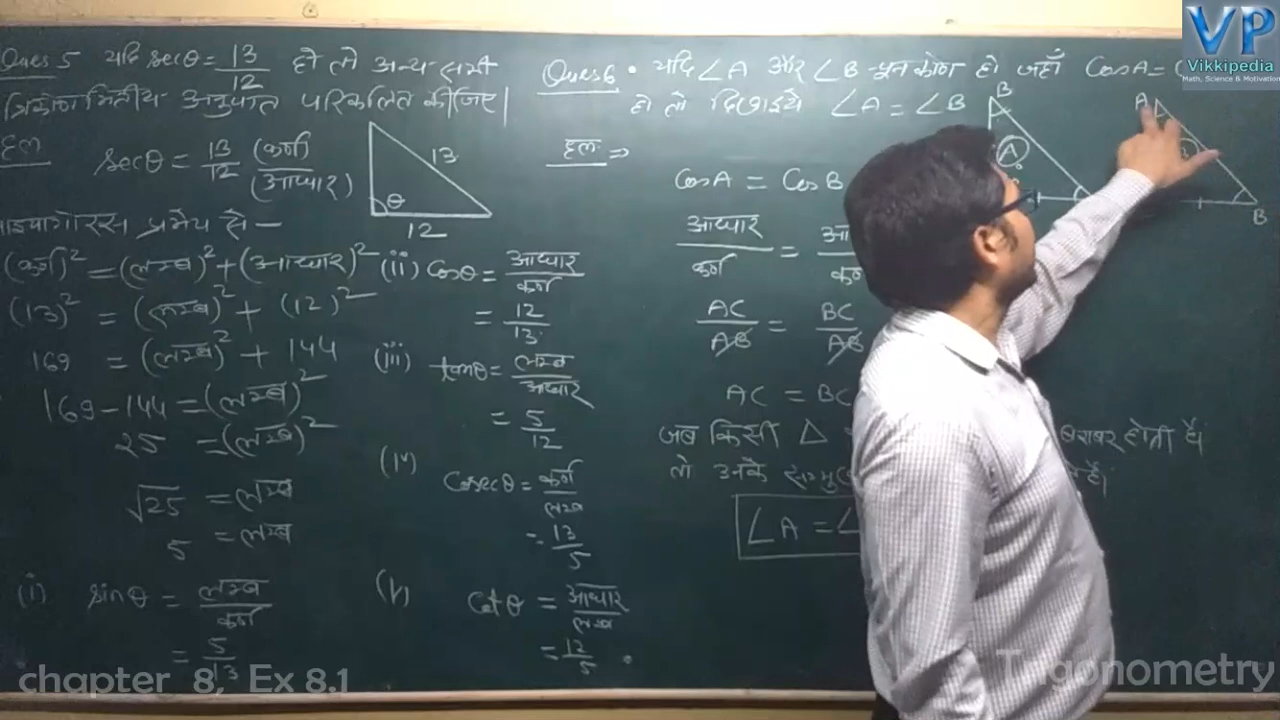 Ques 5 यदि secθ = 13/12 हो तो अन्य सभी
त्रिकोणमितीय अनुपात परिकलित कीजिए।
हल
secθ = 13/12 (कर्ण)/(आधार)
13
θ
12
पाइथागोरस प्रमेय से –
(कर्ण)² = (लम्ब)² + (आधार)²
(13)² = (लम्ब)² + (12)²
169 = (लम्ब)² + 144
169 - 144 = (लम्ब)²
25 = (लम्ब)²
√25 = लम्ब
5 = लम्ब
(i) sinθ = लम्ब/कर्ण
= 5/13
(ii) cosθ = आधार/कर्ण
= 12/13
(iii) tanθ = लम्ब/आधार
= 5/12
(iv) Cosecθ = कर्ण/लम्ब
= 13/5
(v) Cotθ = आधार/लम्ब
= 12/5
Ques 6 यदि ∠A और ∠B न्यून कोण हो जहाँ CosA = C
हो तो दिखाइये ∠A = ∠B
हल ⇒
B
A
A
B
CosA = CosB
आधार/कर्ण =
AC/AB = BC/AB
AC = BC
जब किसी △ बराबर होती है।
तो उनके
∠A = ∠
VP
Vikkipedia
Math, Science & Motivation
chapter 8, Ex 8.1
Trigonometry